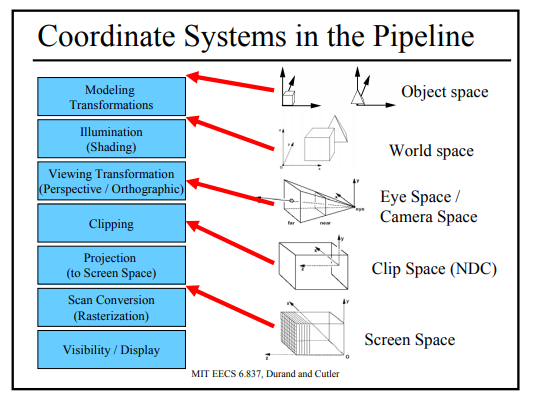 Coordinate Systems in the Pipeline
Modeling
Transformations
Object space
Illumination
(Shading)
World space
Viewing Transformation
(Perspective / Orthographic)
Eye Space /
Camera Space
far near eye
y
Clipping
Clip Space (NDC)
y
x
z
Projection
(to Screen Space)
Scan Conversion
(Rasterization)
Screen Space
y
x
z
O
Visibility / Display
MIT EECS 6.837, Durand and Cutler